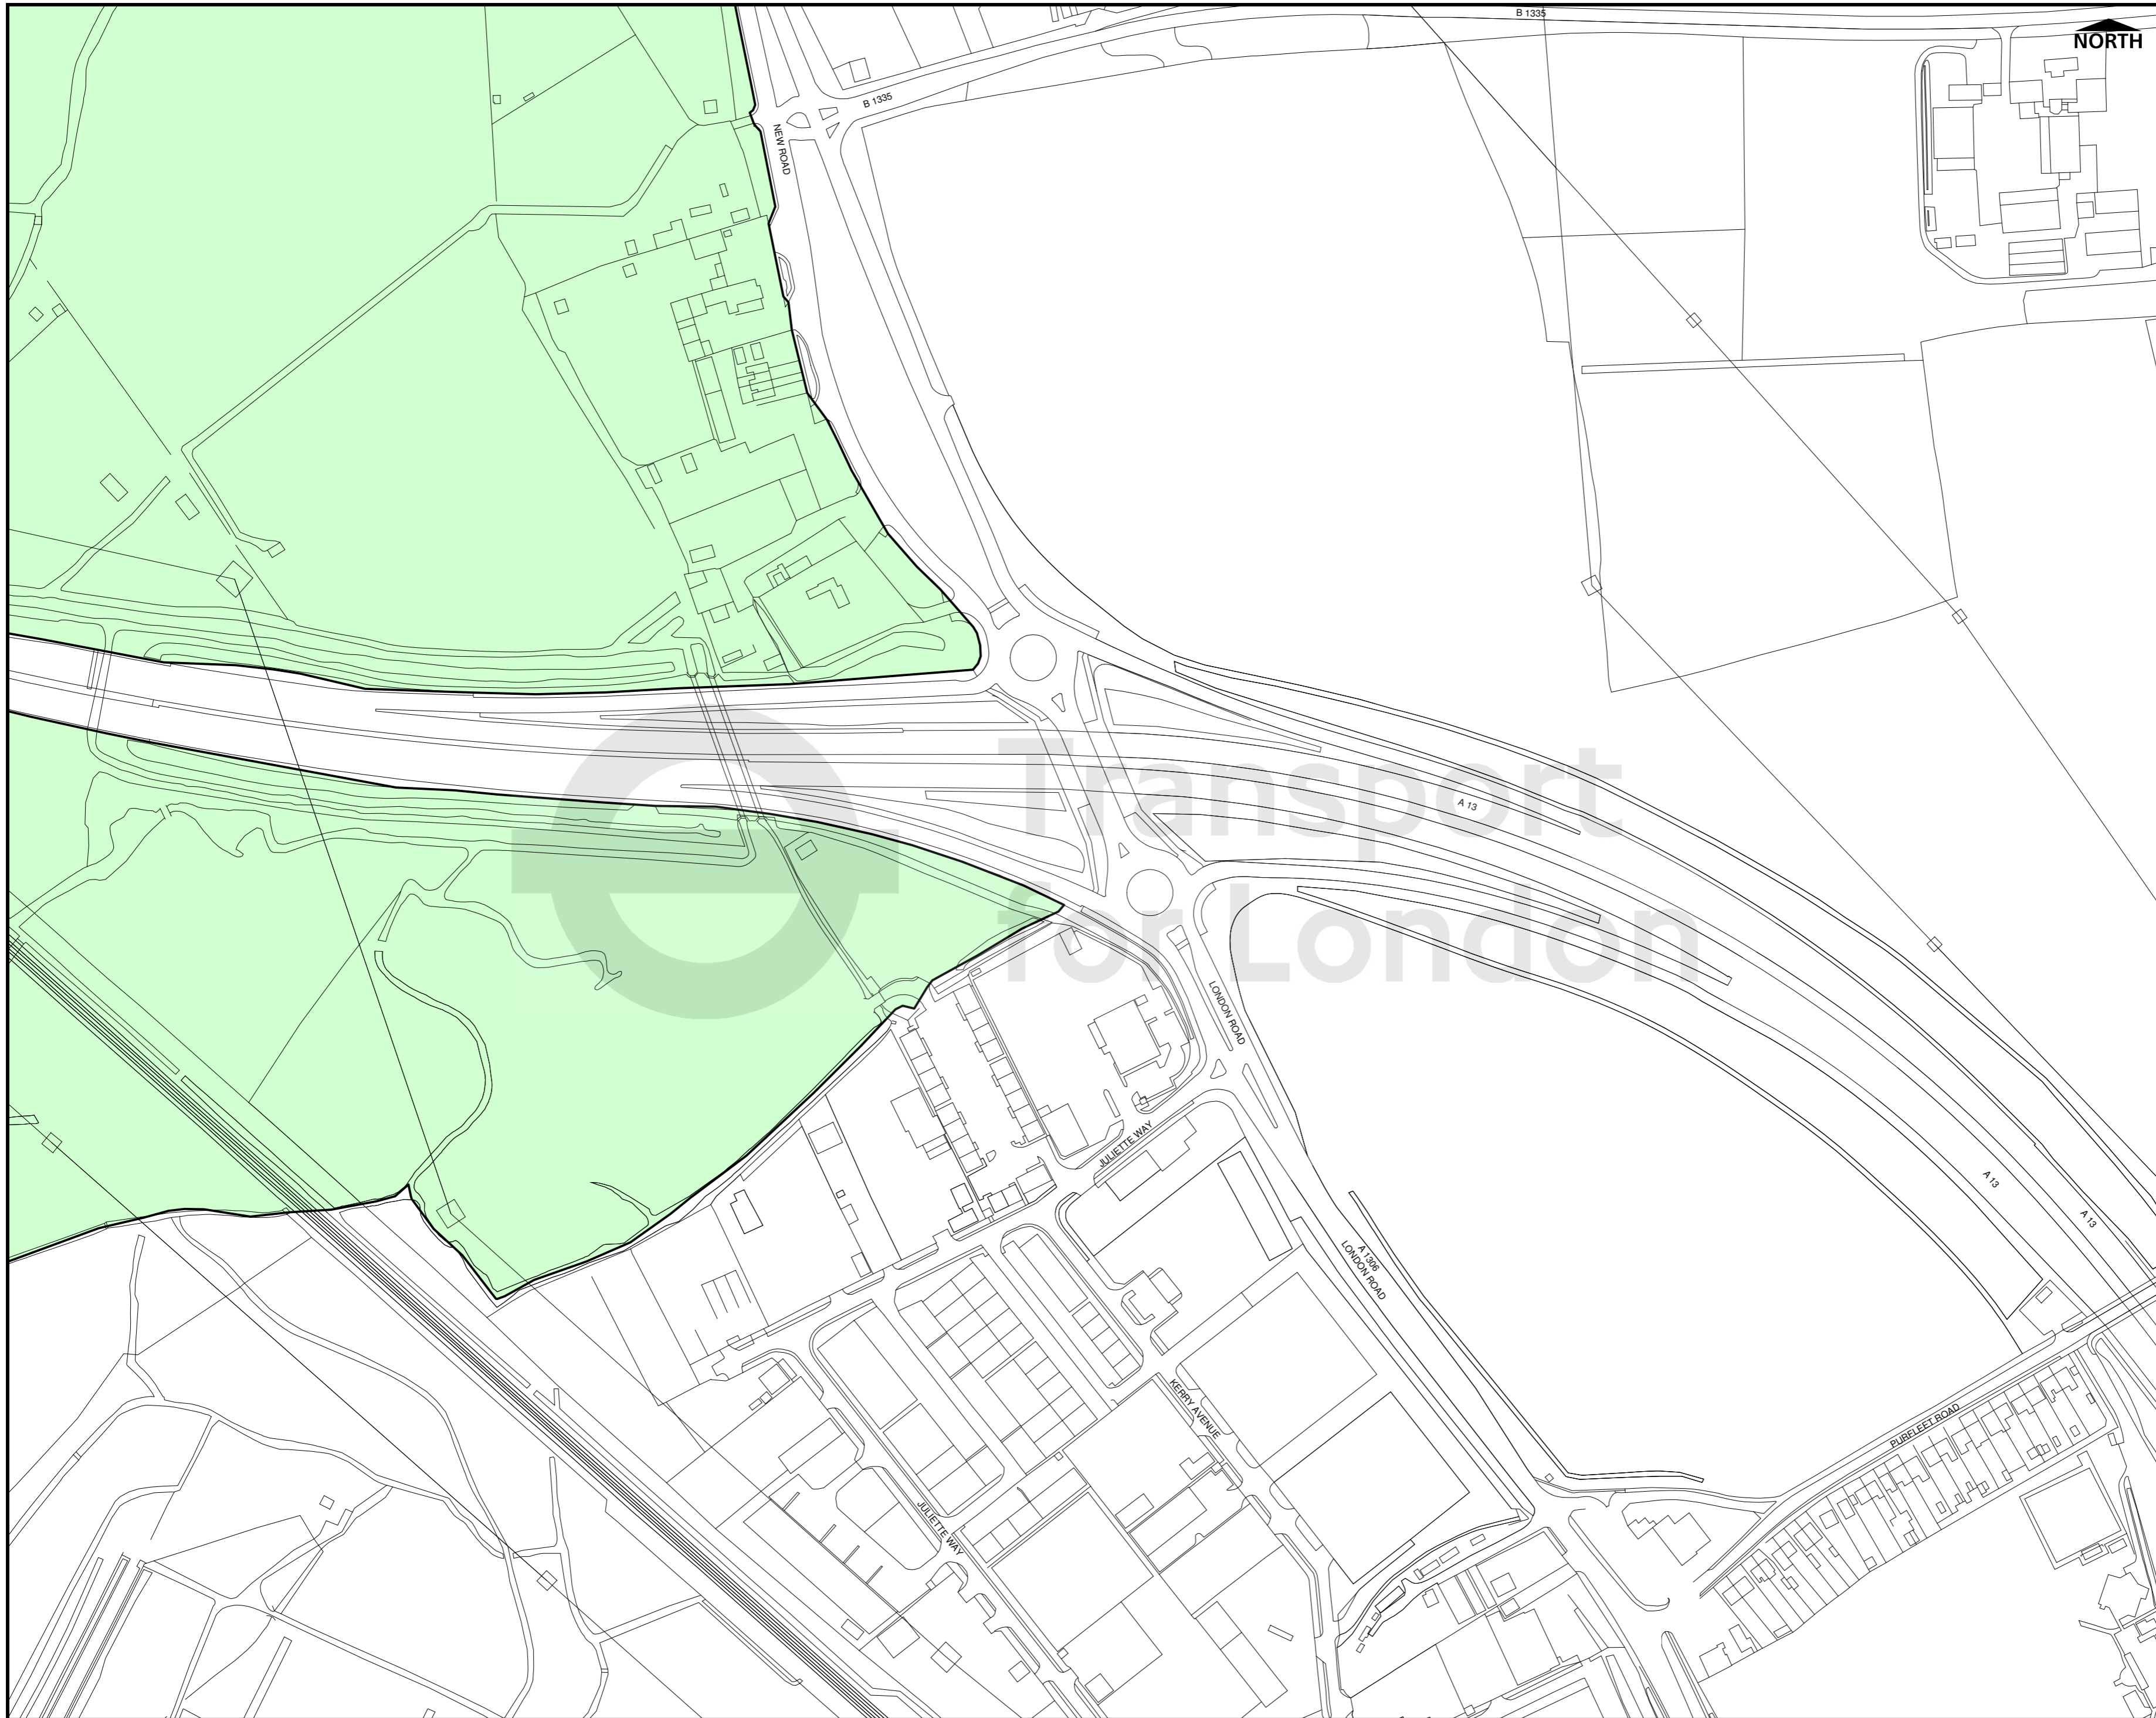 B 1335
NORTH
B 1335
NEW ROAD
Transport
for London
A 13
LONDON ROAD
JULIETTE WAY
A 13
A 13
A 1306
LONDON ROAD
KERRY AVENUE
PURFLEET ROAD
JULIETTE WAY